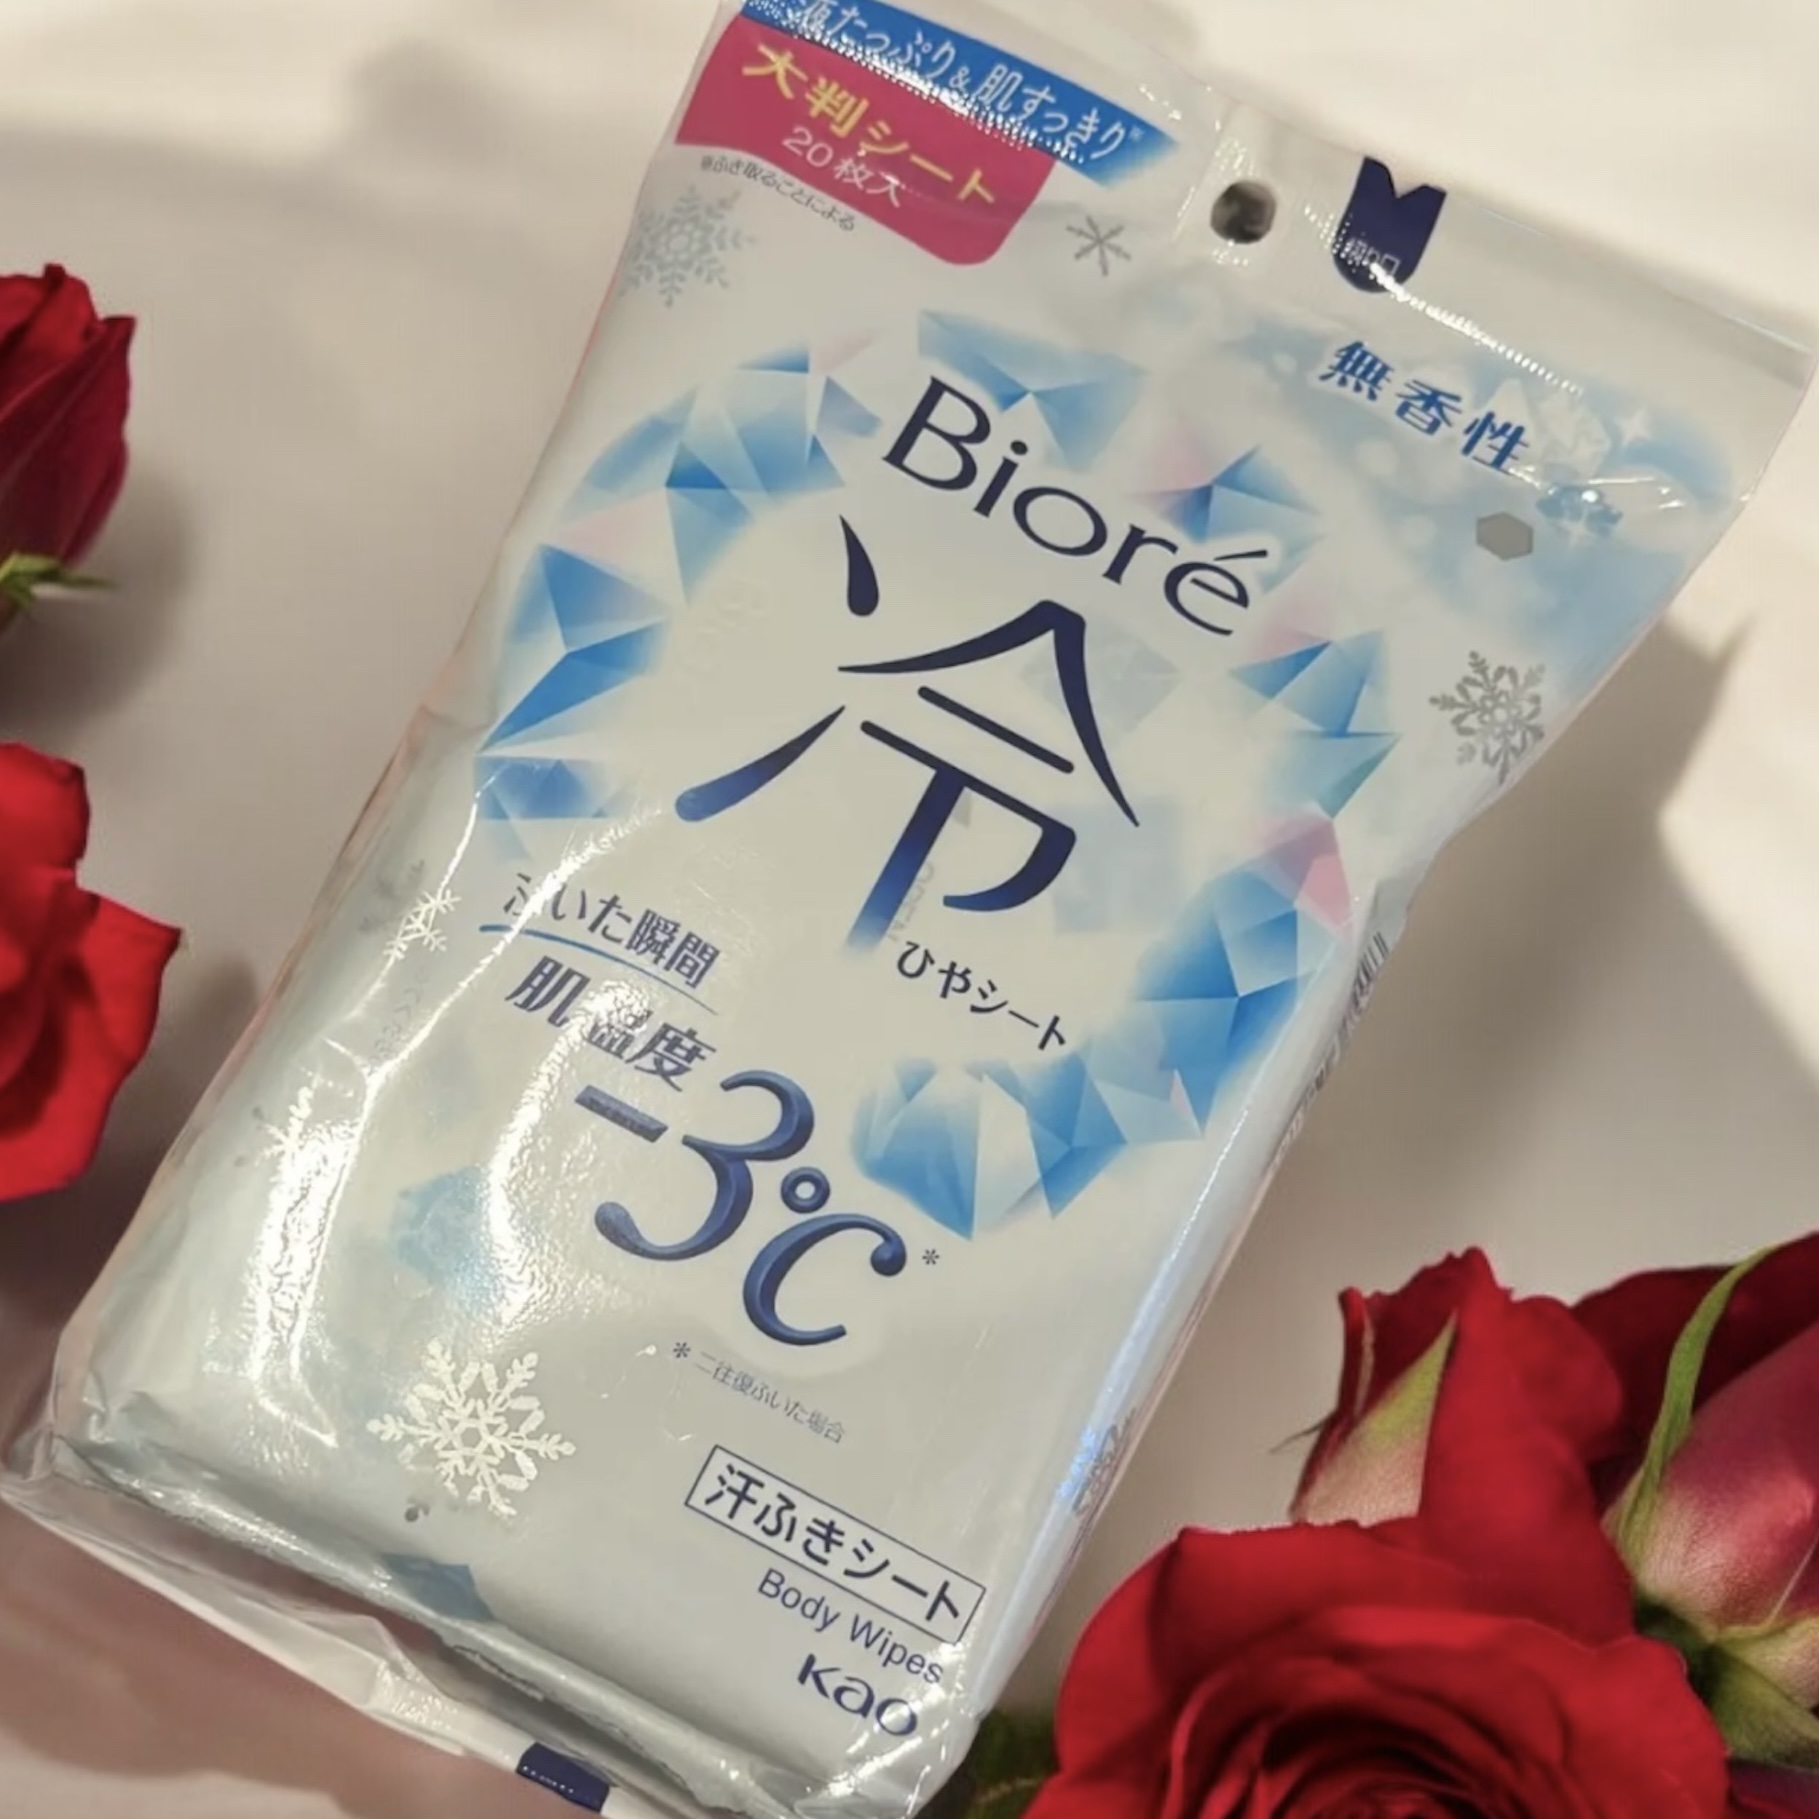 液たっぷり&肌すっきり※
大判シート
20枚入
※ふき取ることによる
切り口
無香性
Bioré
冷
ひやシート
ふいた瞬間
肌温度
-3℃*
*二往復ふいた場合
汗ふきシート
Body Wipes
Kao